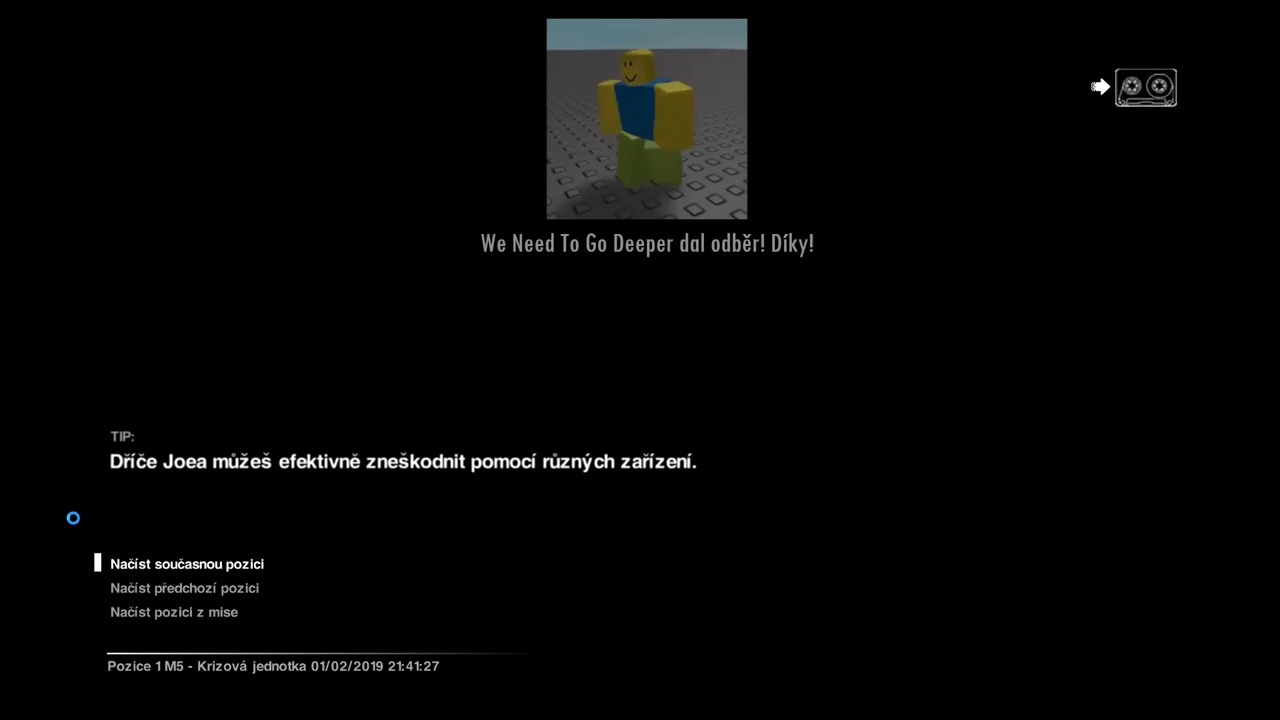 We Need To Go Deeper dal odběr! Díky!
TIP:
Dříče Joea můžeš efektivně zneškodnit pomocí různých zařízení.
Načíst současnou pozici
Načíst předchozí pozici
Načíst pozici z mise
Pozice 1 M5 - Krizová jednotka 01/02/2019 21:41:27